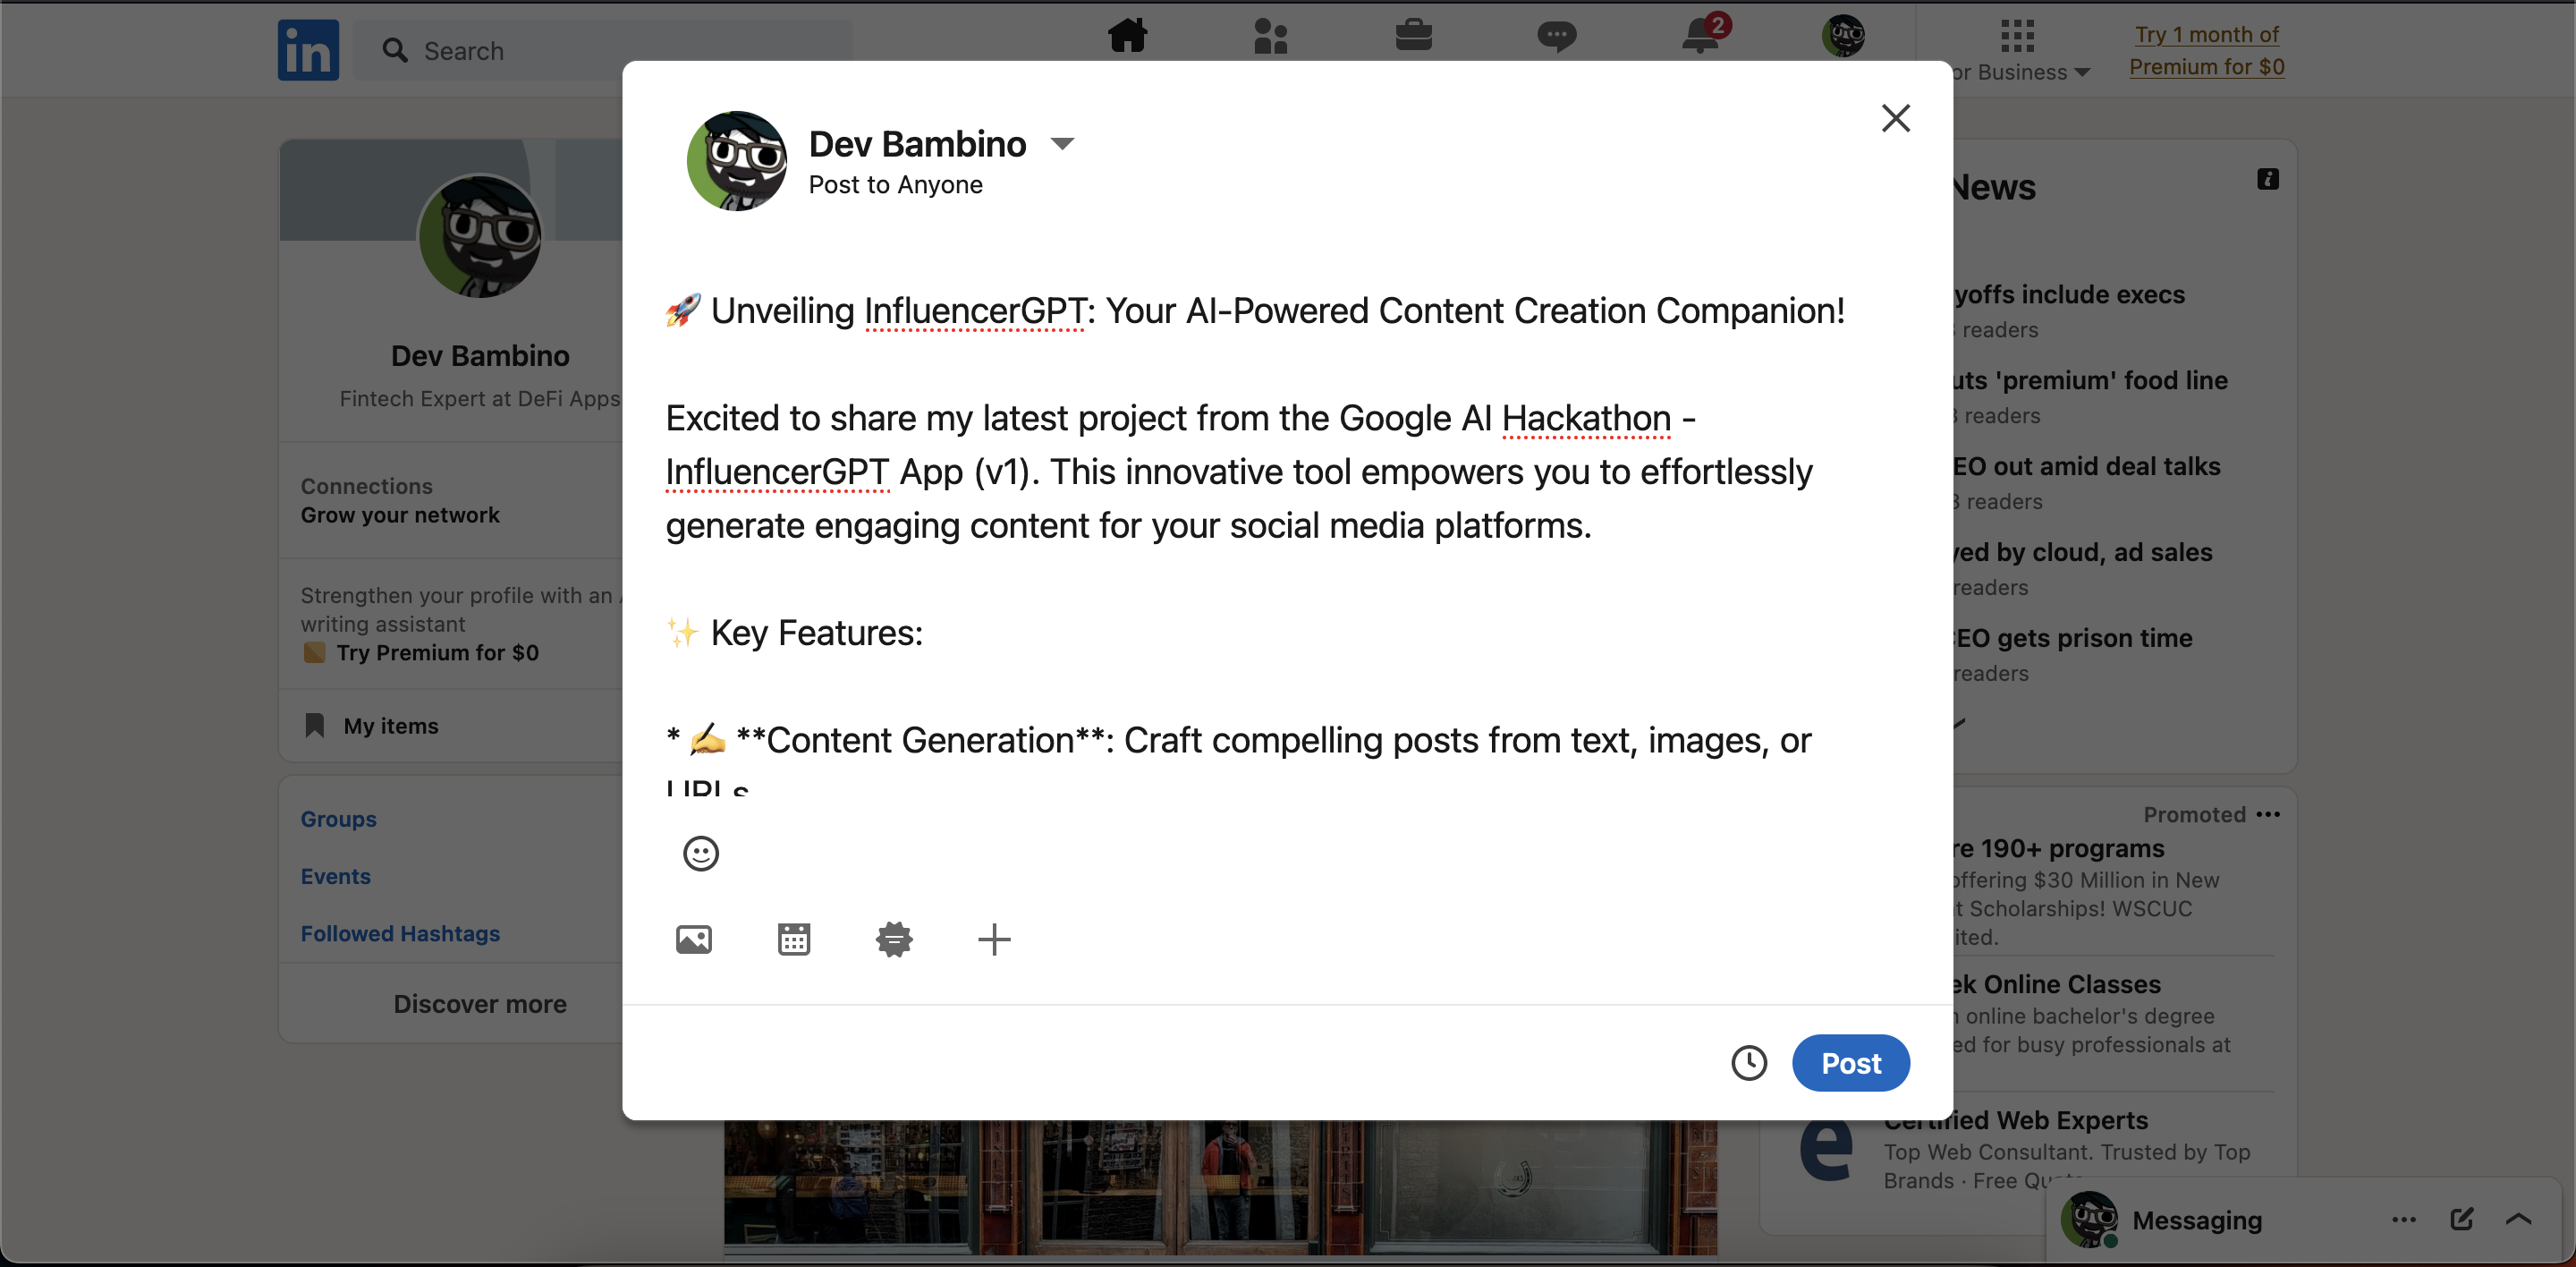 in
Search
2
or Business
Try 1 month of
Premium for $0
Dev Bambino
Fintech Expert at DeFi Apps
Connections
Grow your network
Strengthen your profile with an
writing assistant
Try Premium for $0
My items
Groups
Events
Followed Hashtags
Discover more
Dev Bambino
Post to Anyone
🚀 Unveiling InfluencerGPT: Your AI-Powered Content Creation Companion!
Excited to share my latest project from the Google AI Hackathon -
InfluencerGPT App (v1). This innovative tool empowers you to effortlessly
generate engaging content for your social media platforms.
✨ Key Features:
* ✍️ **Content Generation**: Craft compelling posts from text, images, or
URLs
Post
News
yoffs include execs
readers
uts 'premium' food line
readers
EO out amid deal talks
readers
yed by cloud, ad sales
readers
EO gets prison time
readers
Promoted
re 190+ programs
offering $30 Million in New
t Scholarships! WSCUC
ited.
ek Online Classes
online bachelor's degree
ed for busy professionals at
Certified Web Experts
Top Web Consultant. Trusted by Top
Brands · Free
e
Messaging